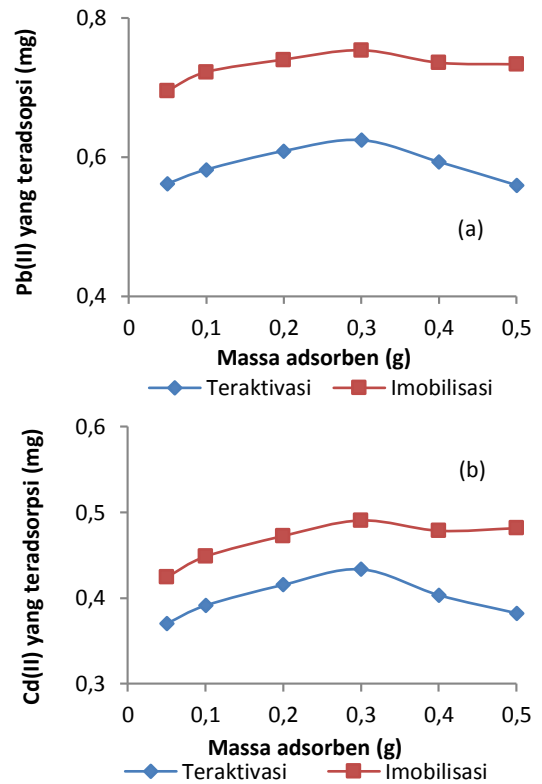 Pb(II) yang teradsopsi (mg)
0,8
0,6
0,4
(a)
0 0,1 0,2 0,3 0,4 0,5
Massa adsorben (g)
Teraktivasi Imobilisasi
Cd(II) yang teradsorpsi (mg)
0,6
0,5
0,4
0,3
(b)
0 0,1 0,2 0,3 0,4 0,5
Massa adsorben (g)
Teraktivasi Imobilisasi